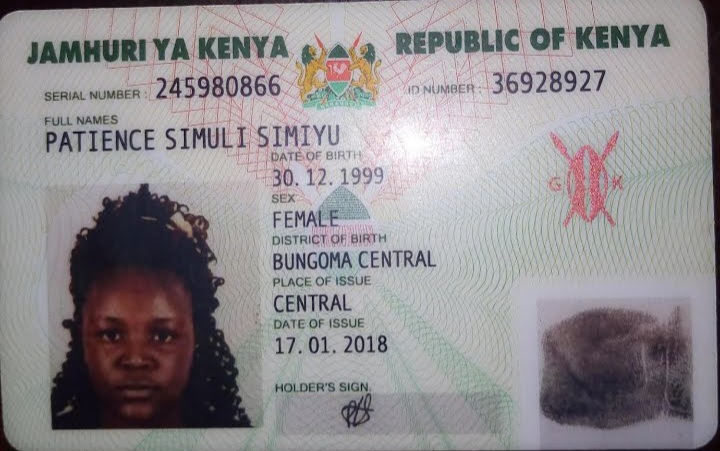 JAMHURI YA KENYA
REPUBLIC OF KENYA
SERIAL NUMBER : 245980866
ID NUMBER : 36928927
FULL NAMES
PATIENCE SIMULI SIMIYU
DATE OF BIRTH
30. 12. 1999
SEX
FEMALE
DISTRICT OF BIRTH
BUNGOMA CENTRAL
PLACE OF ISSUE
CENTRAL
DATE OF ISSUE
17. 01. 2018
HOLDER'S SIGN.
G K